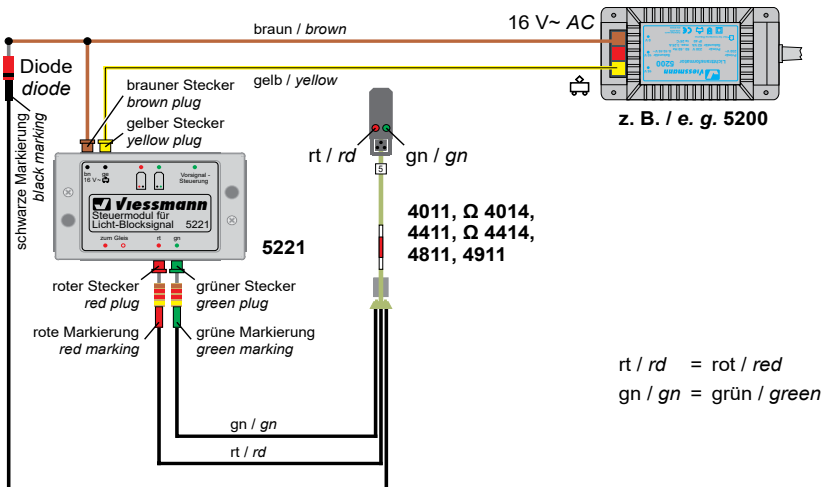 braun / brown
16 V~ AC
Diode
diode
gelb / yellow
brauner Stecker
brown plug
gelber Stecker
yellow plug
z. B. / e. g. 5200
Viessmann
5200
schwarze Markierung
black marking
rt / rd
gn / gn
5
bn
ge
16 V~
Vorsignal -
Steuerung
Viessmann
Steuermodul für
Licht-Blocksignal 5221
zum Gleis
rt
gn
5221
4011, Ω 4014,
4411, Ω 4414,
4811, 4911
roter Stecker
red plug
grüner Stecker
green plug
rote Markierung
red marking
grüne Markierung
green marking
rt / rd = rot / red
gn / gn = grün / green
gn / gn
rt / rd